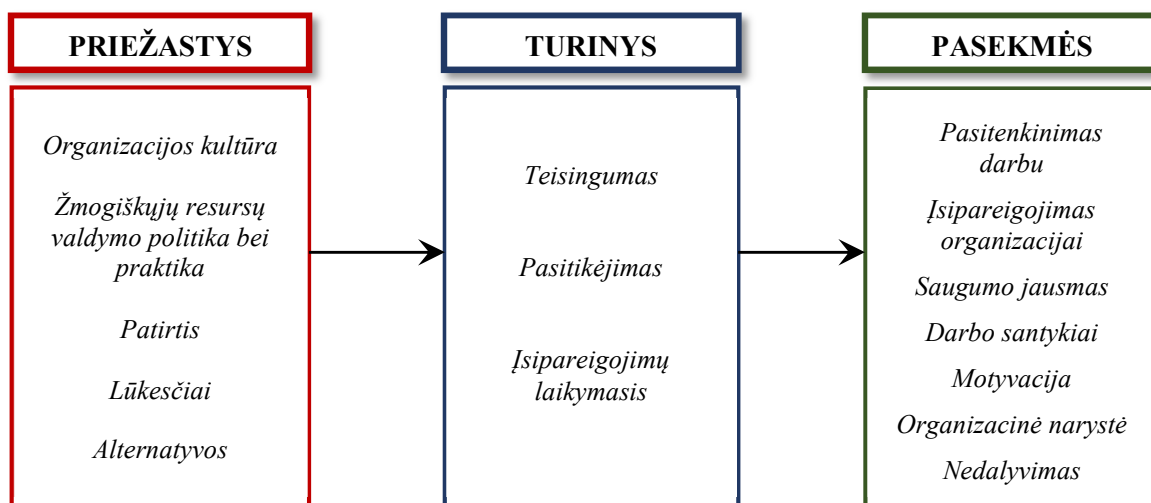 PRIEŽASTYS
Organizacijos kultūra
Žmogiškųjų resursų
valdymo politika bei
praktika
Patirtis
Lūkesčiai
Alternatyvos
TURINYS
Teisingumas
Pasitikėjimas
Įsipareigojimų
laikymasis
PASEKMĖS
Pasitenkinimas
darbu
Įsipareigojimas
organizacijai
Saugumo jausmas
Darbo santykiai
Motyvacija
Organizacinė narystė
Nedalyvimas